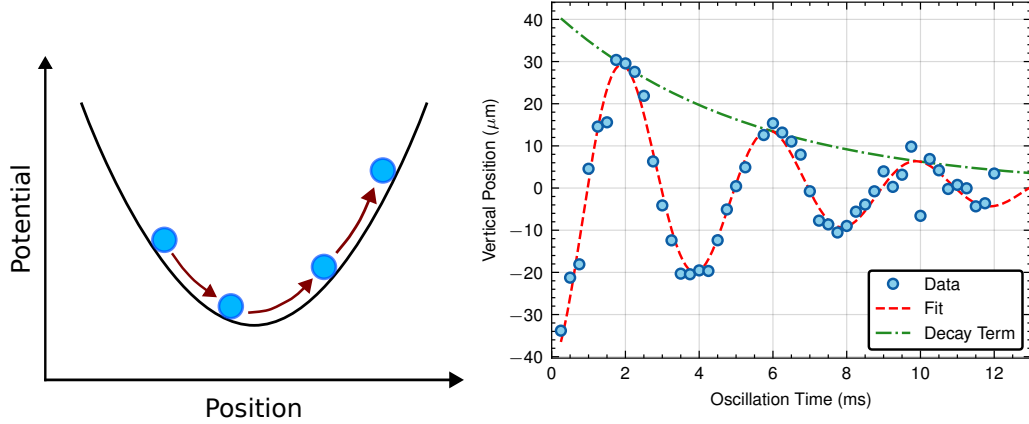 Potential
Position
Vertical Position (μm)
40
30
20
10
0
−10
−20
−30
−40
0 2 4 6 8 10 12
Oscillation Time (ms)
Data
Fit
Decay Term